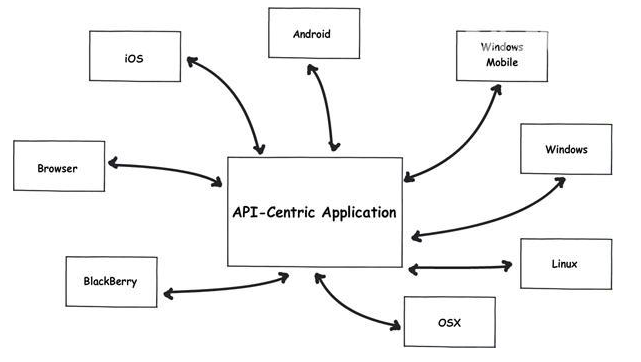 Android
iOS
Windows
Mobile
Windows
Browser
API-Centric Application
Linux
BlackBerry
OSX